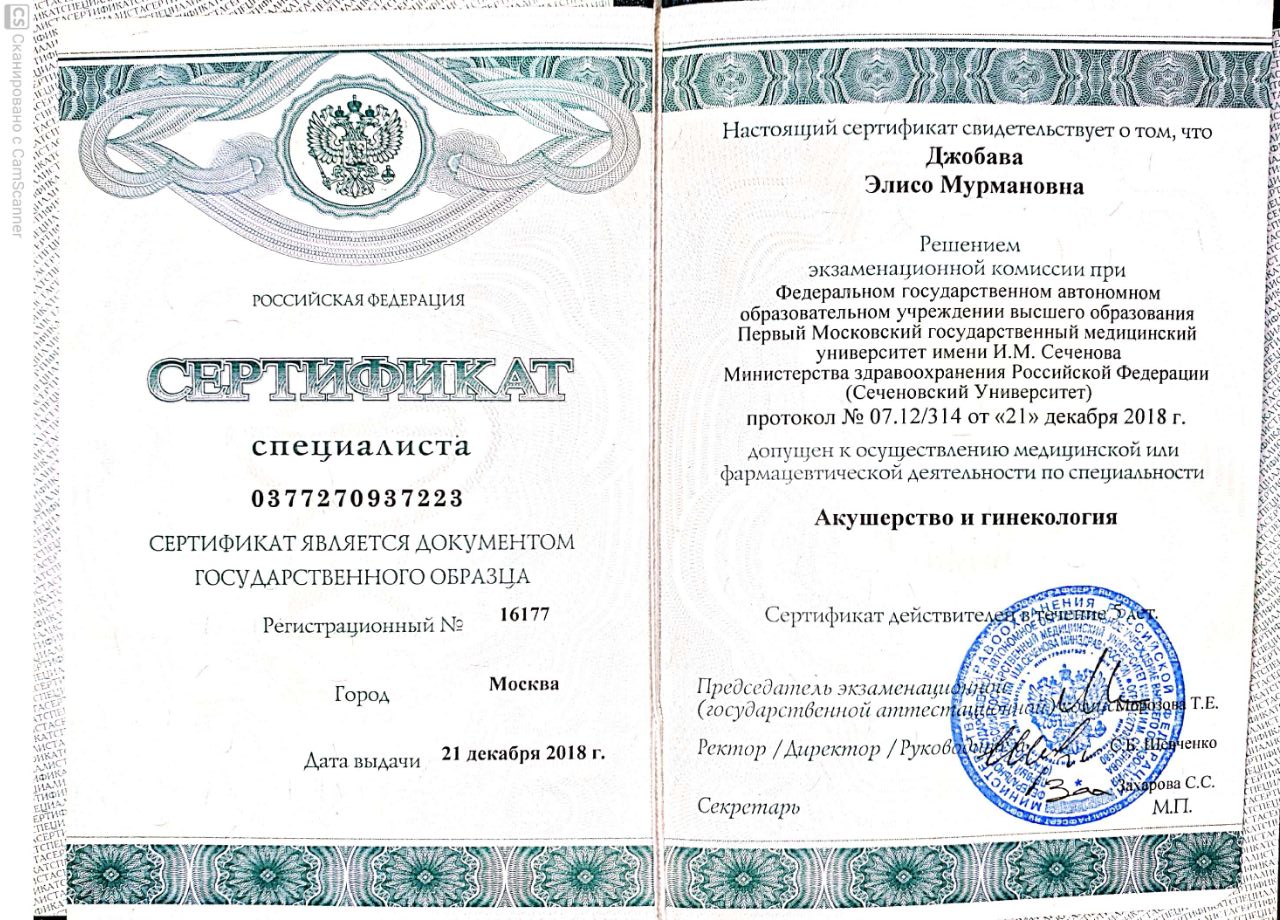 CS Сканировано с CamScanner
РОССИЙСКАЯ ФЕДЕРАЦИЯ
СЕРТИФИКАТ
специалиста
0377270937223
СЕРТИФИКАТ ЯВЛЯЕТСЯ ДОКУМЕНТОМ
ГОСУДАРСТВЕННОГО ОБРАЗЦА
Регистрационный № 16177
Город Москва
Дата выдачи 21 декабря 2018 г.
Настоящий сертификат свидетельствует о том, что
Джобава
Элисо Мурмановна
Решением
экзаменационной комиссии при
Федеральном государственном автономном
образовательном учреждении высшего образования
Первый Московский государственный медицинский
университет имени И.М. Сеченова
Министерства здравоохранения Российской Федерации
(Сеченовский Университет)
протокол № 07.12/314 от «21» декабря 2018 г.
допущен к осуществлению медицинской или
фармацевтической деятельности по специальности
Акушерство и гинекология
Сертификат действителен в течение 5 лет.
Председатель экзаменационной
(государственной аттестационной) комиссии Морозова Т.Е.
Ректор / Директор / Руководитель С.Б. Шевченко
Захарова С.С.
Секретарь М.П.